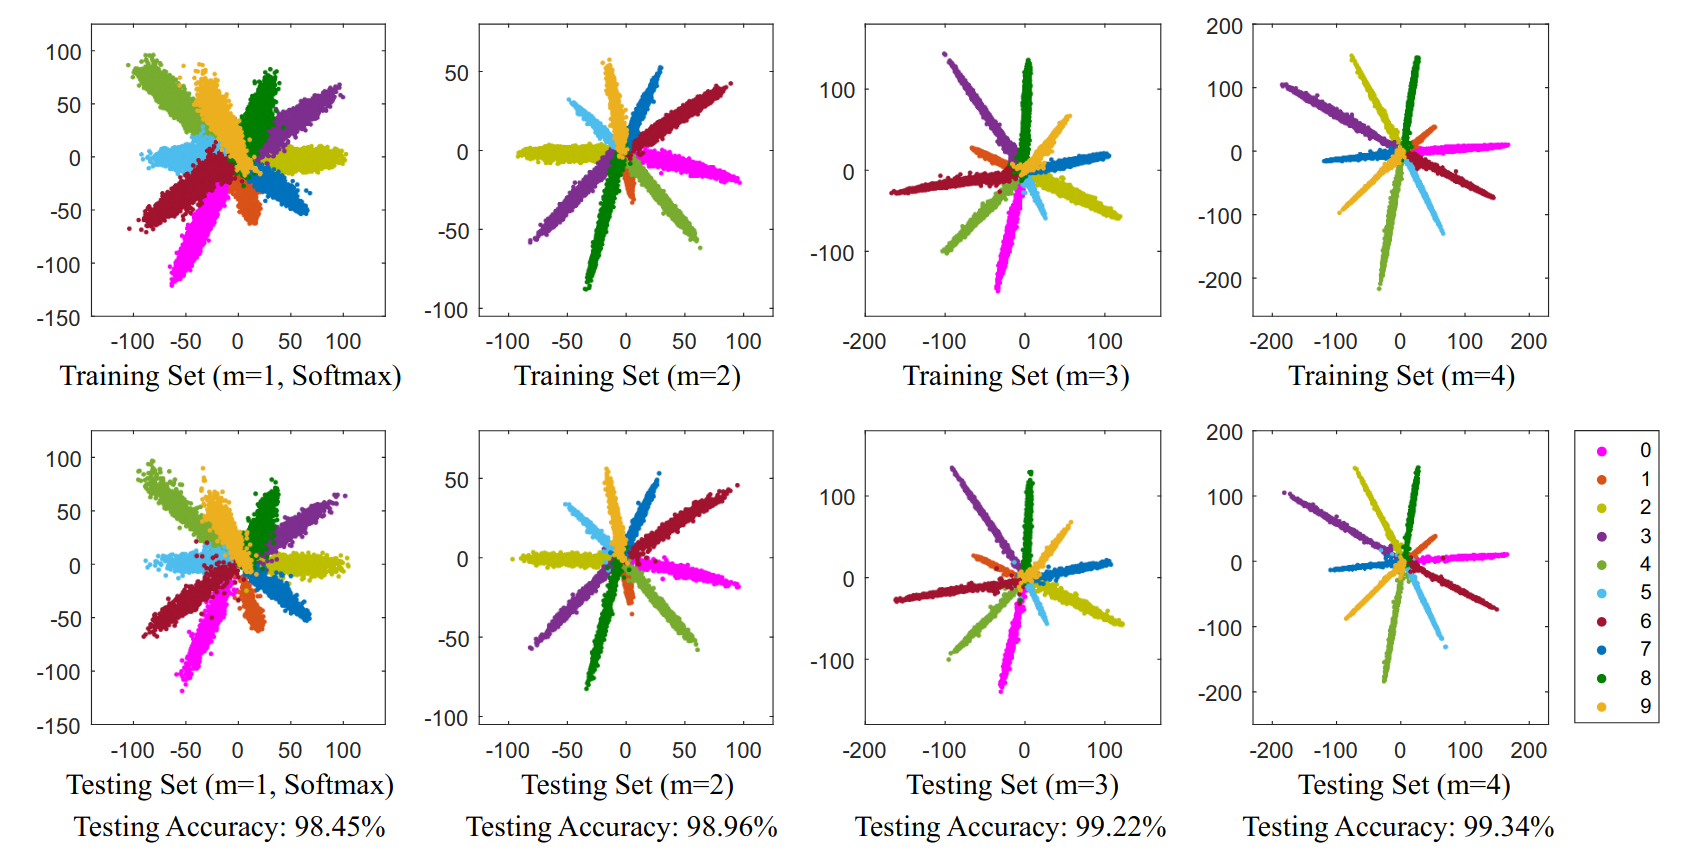 100
50
0
-50
-100
-150
-100 -50 0 50 100
Training Set (m=1, Softmax)
50
0
-50
-100
-100 -50 0 50 100
Training Set (m=2)
100
0
-100
-200 -100 0 100
Training Set (m=3)
200
100
0
-100
-200
-200 -100 0 100 200
Training Set (m=4)
100
50
0
-50
-100
-150
-100 -50 0 50 100
Testing Set (m=1, Softmax)
Testing Accuracy: 98.45%
50
0
-50
-100
-100 -50 0 50 100
Testing Set (m=2)
Testing Accuracy: 98.96%
100
0
-100
-200 -100 0 100
Testing Set (m=3)
Testing Accuracy: 99.22%
200
100
0
-100
-200
-200 -100 0 100 200
Testing Set (m=4)
Testing Accuracy: 99.34%
0
1
2
3
4
5
6
7
8
9